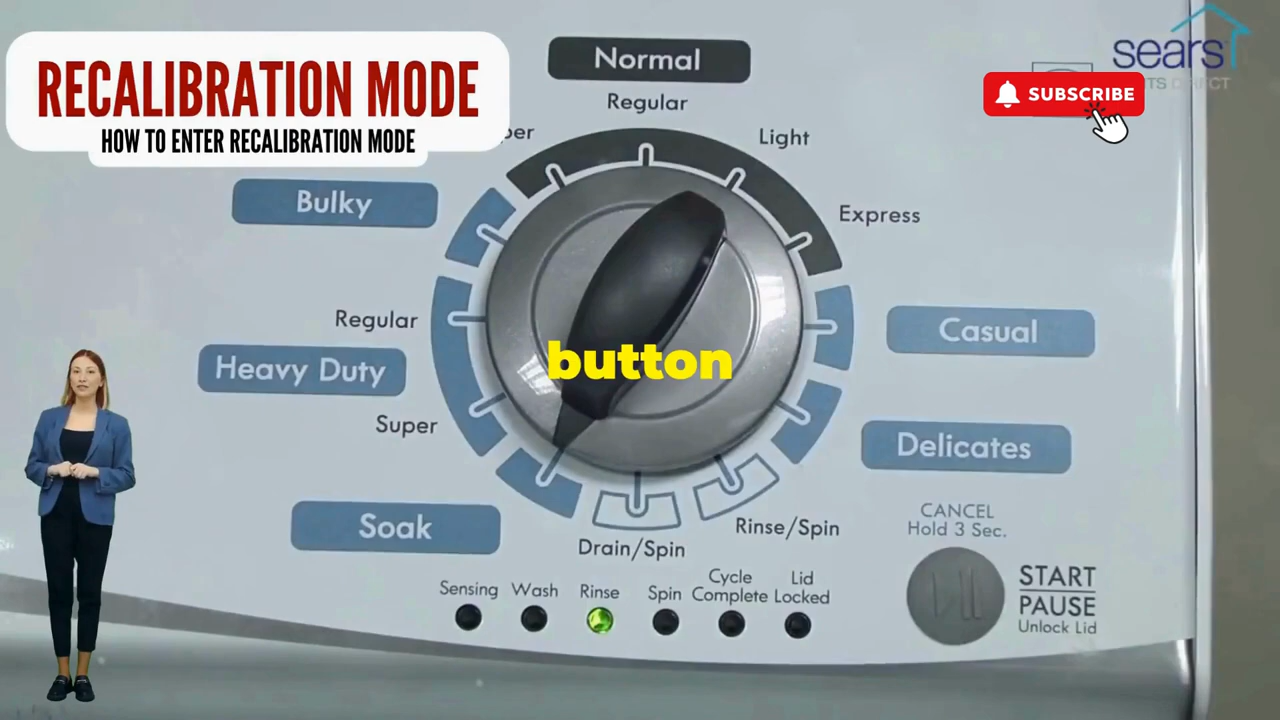 RECALIBRATION MODE
HOW TO ENTER RECALIBRATION MODE
sears
SUBSCRIBE
DIRECT
Normal
Regular
Light
Express
Bulky
Regular
Heavy Duty
Super
Casual
Delicates
button
Soak
Drain/Spin
Rinse/Spin
CANCEL
Hold 3 Sec.
START
PAUSE
Unlock Lid
Sensing
Wash
Rinse
Spin
Cycle
Complete
Lid
Locked